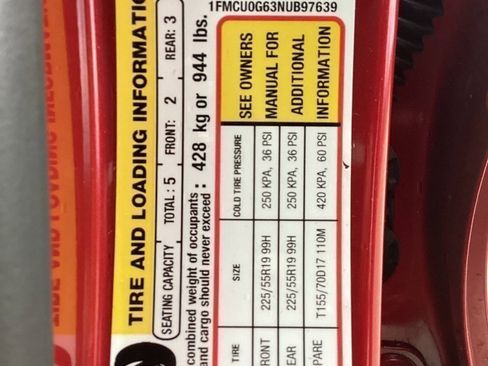 1FMCU0G63NUB97639
TIRE AND LOADING INFORMATIO
SEATING CAPACITY TOTAL : 5 FRONT: 2 REAR: 3
combined weight of occupants
and cargo should never exceed : 428 kg or 944 lbs.
TIRE SIZE COLD TIRE PRESSURE
RONT 225/55R19 99H 250 KPA, 36 PSI
EAR 225/55R19 99H 250 KPA, 36 PSI
PARE T155/70D17 110M 420 KPA, 60 PSI
SEE OWNERS
MANUAL FOR
ADDITIONAL
INFORMATION